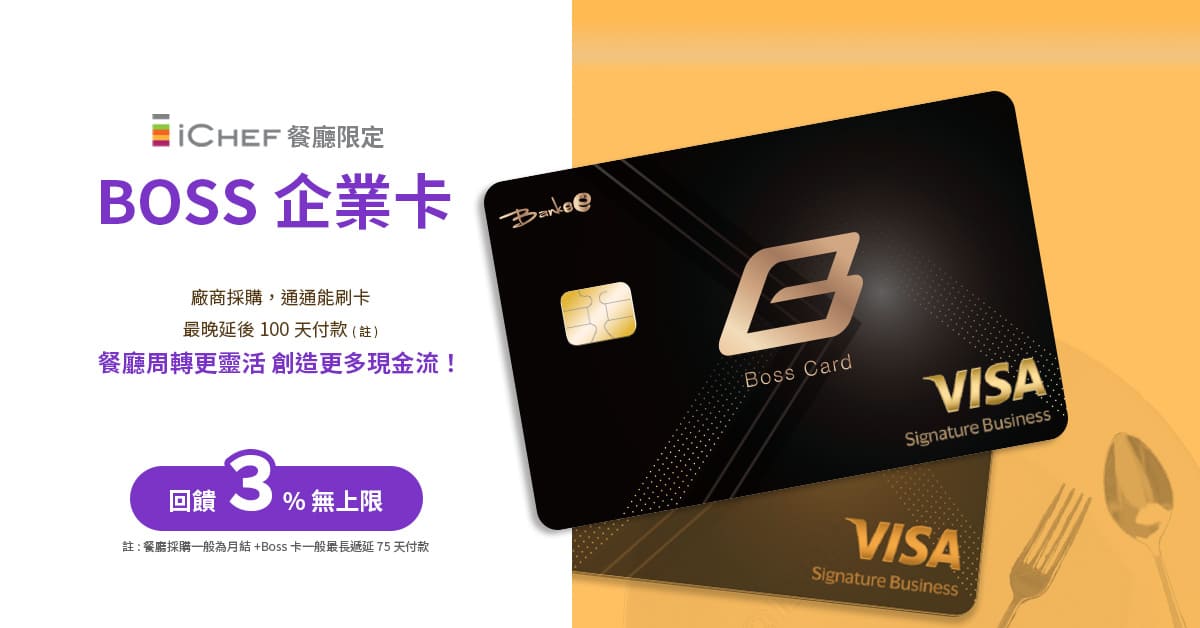 iCHEF 餐廳限定
BOSS 企業卡
廠商採購，通通能刷卡
最晚延後 100 天付款 (註)
餐廳周轉更靈活 創造更多現金流！
回饋 3 % 無上限
註 : 餐廳採購一般為月結 +Boss 卡一般最長遞延 75 天付款
Bankee
Boss Card
VISA
Signature Business
VISA
Signature Business